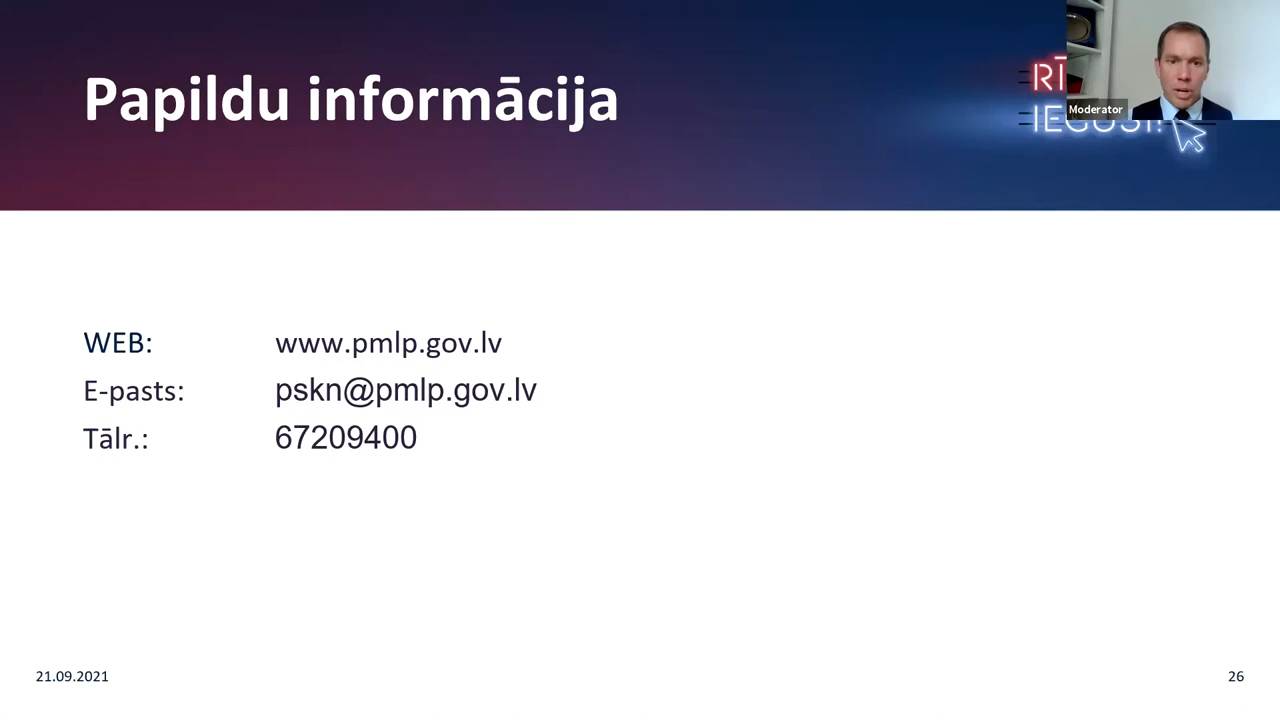 Papildu informācija
Moderator
WEB: www.pmlp.gov.lv
E-pasts: pskn@pmlp.gov.lv
Tālr.: 67209400
21.09.2021
26